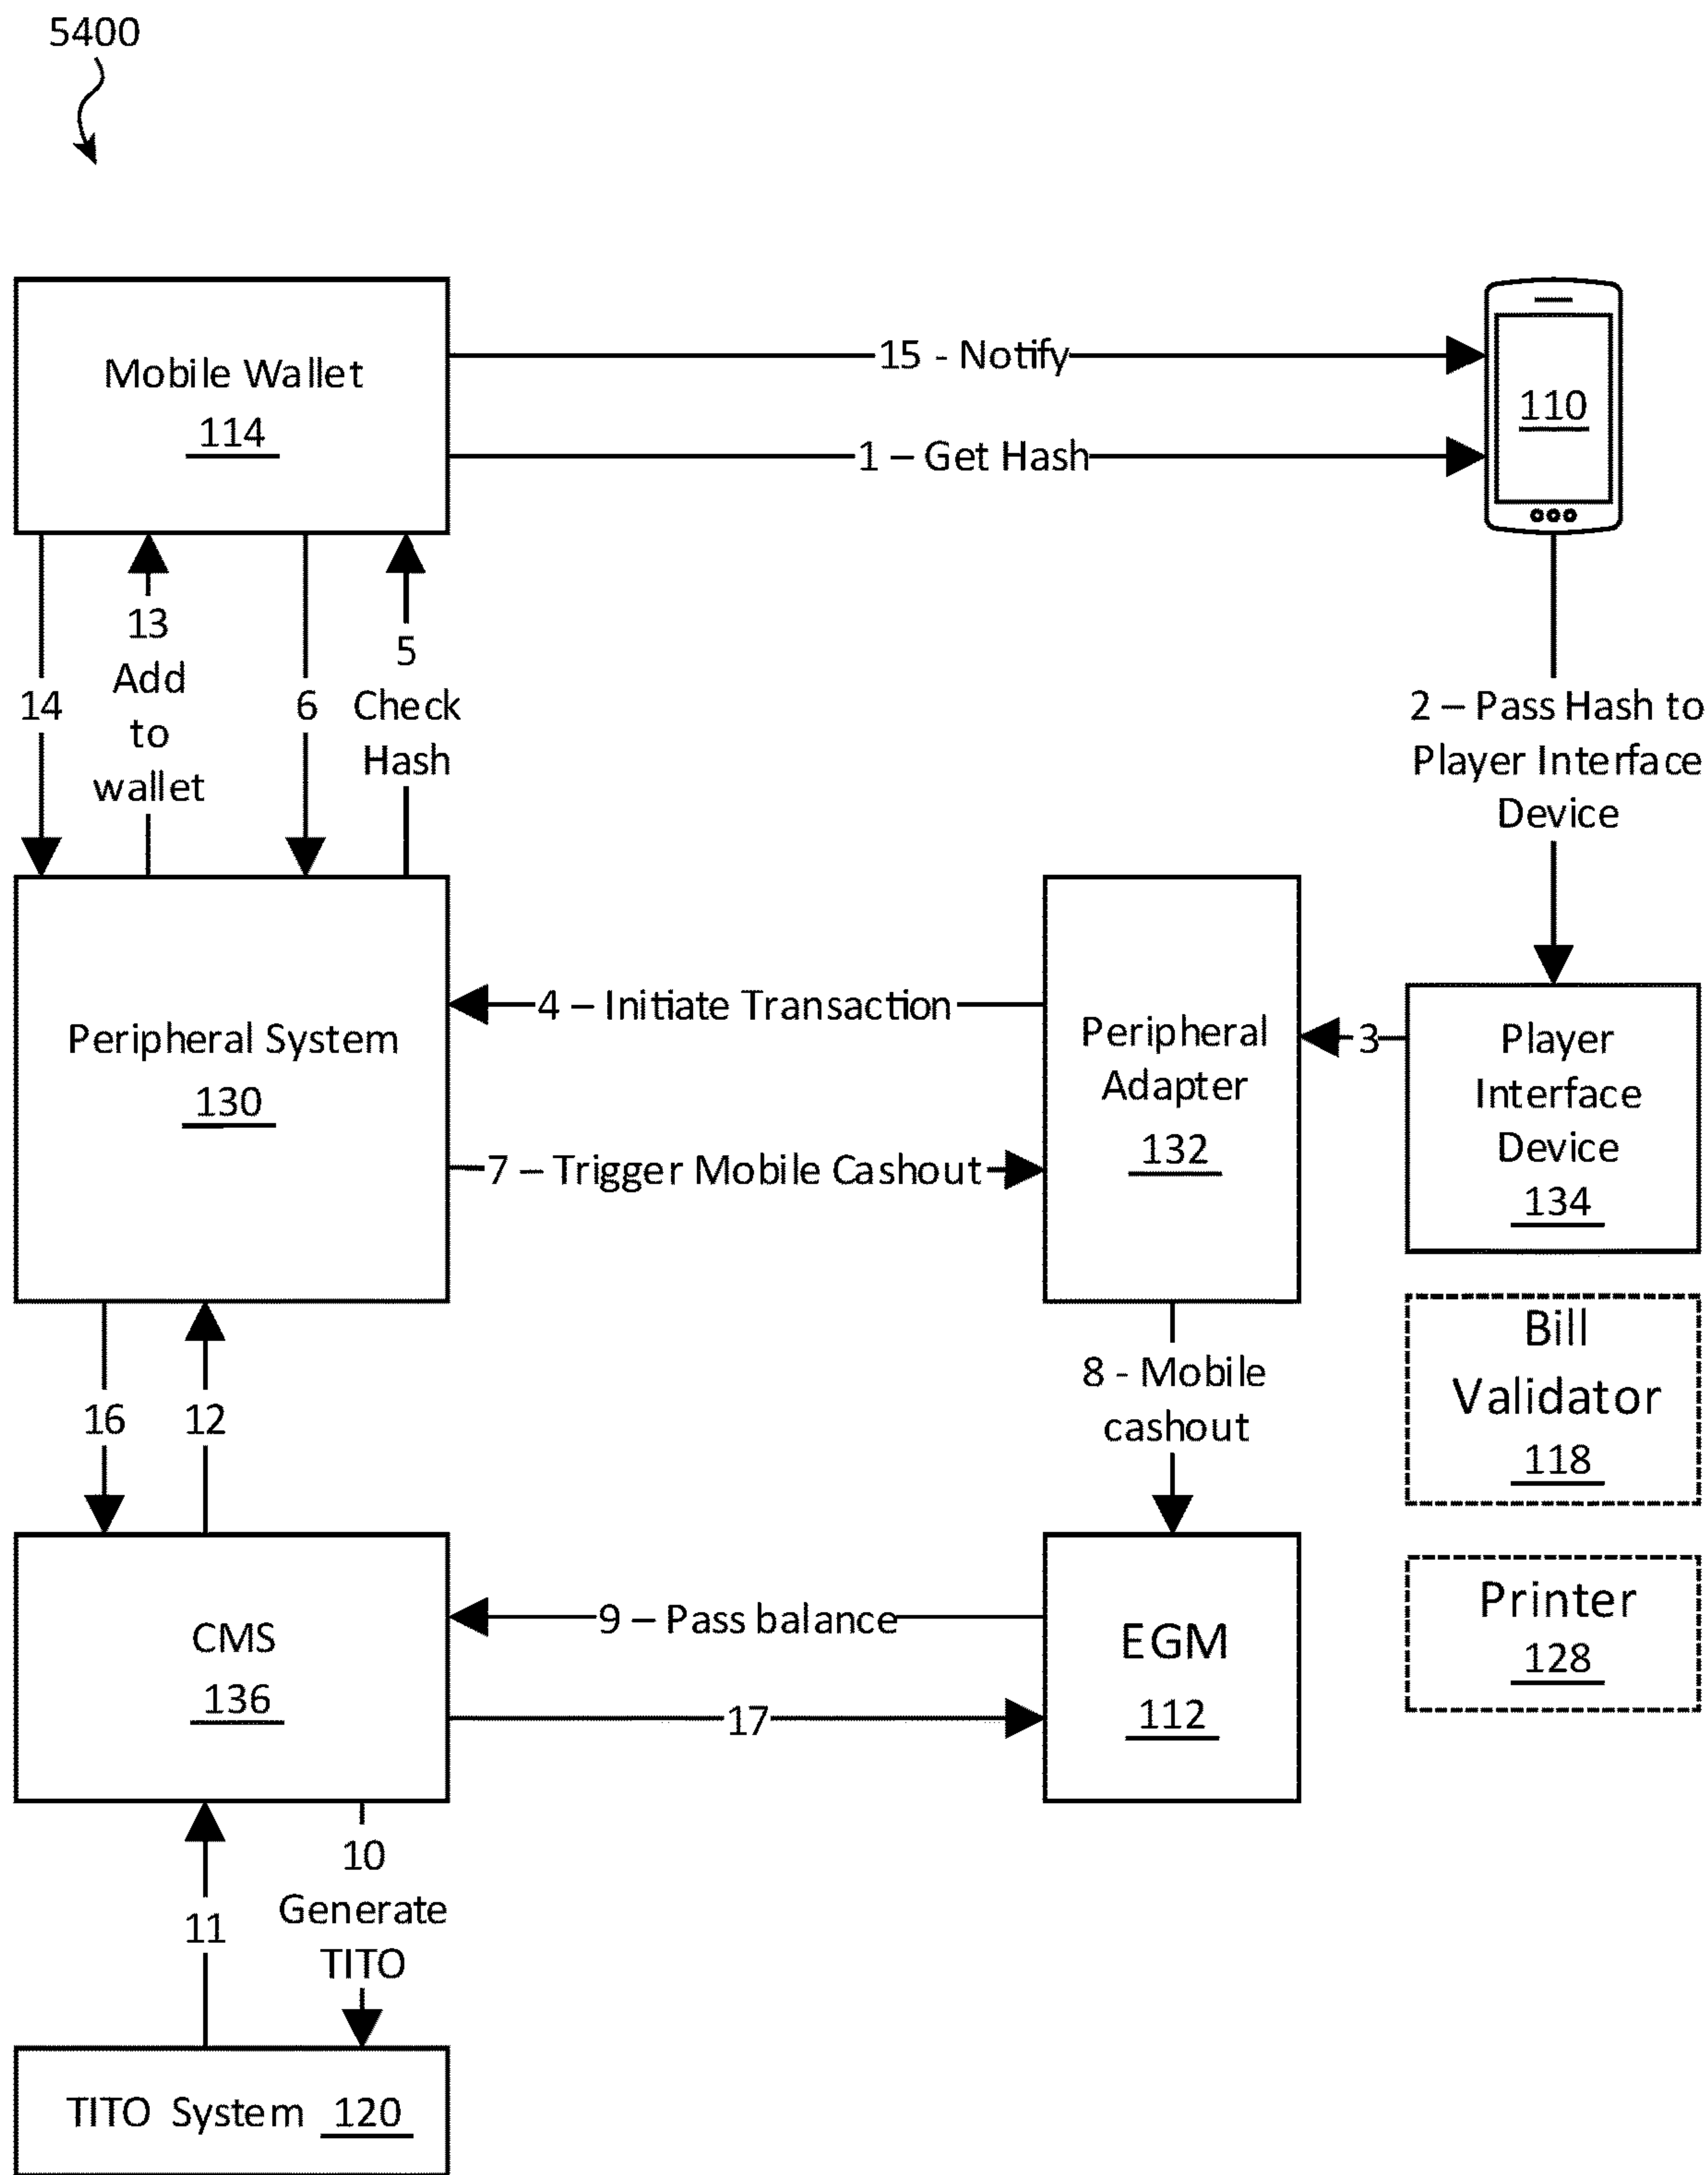 5400
Mobile Wallet
114
15 - Notify
1 – Get Hash
110
14
13
Add
to
wallet
6
5
Check
Hash
2 – Pass Hash to
Player Interface
Device
Peripheral System
130
4 – Initiate Transaction
7 – Trigger Mobile Cashout
Peripheral
Adapter
132
3
Player
Interface
Device
134
Bill
Validator
118
Printer
128
16
12
8 - Mobile
cashout
CMS
136
9 – Pass balance
17
EGM
112
11
10
Generate
TITO
TITO System 120